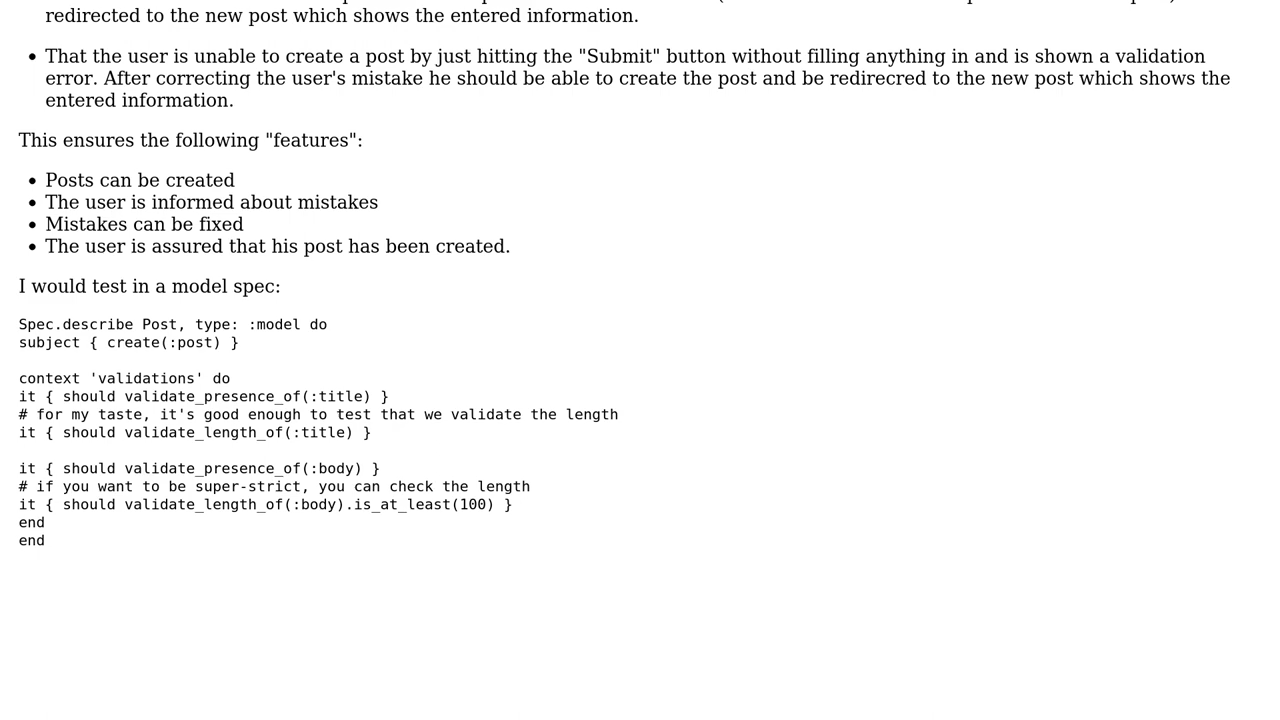 redirected to the new post which shows the entered information.
That the user is unable to create a post by just hitting the "Submit" button without filling anything in and is shown a validation
error. After correcting the user's mistake he should be able to create the post and be redirecred to the new post which shows the
entered information.
This ensures the following "features":
Posts can be created
The user is informed about mistakes
Mistakes can be fixed
The user is assured that his post has been created.
I would test in a model spec:
Spec.describe Post, type: :model do
subject { create(:post) }
context 'validations' do
it { should validate_presence_of(:title) }
# for my taste, it's good enough to test that we validate the length
it { should validate_length_of(:title) }
it { should validate_presence_of(:body) }
# if you want to be super-strict, you can check the length
it { should validate_length_of(:body).is_at_least(100) }
end
end